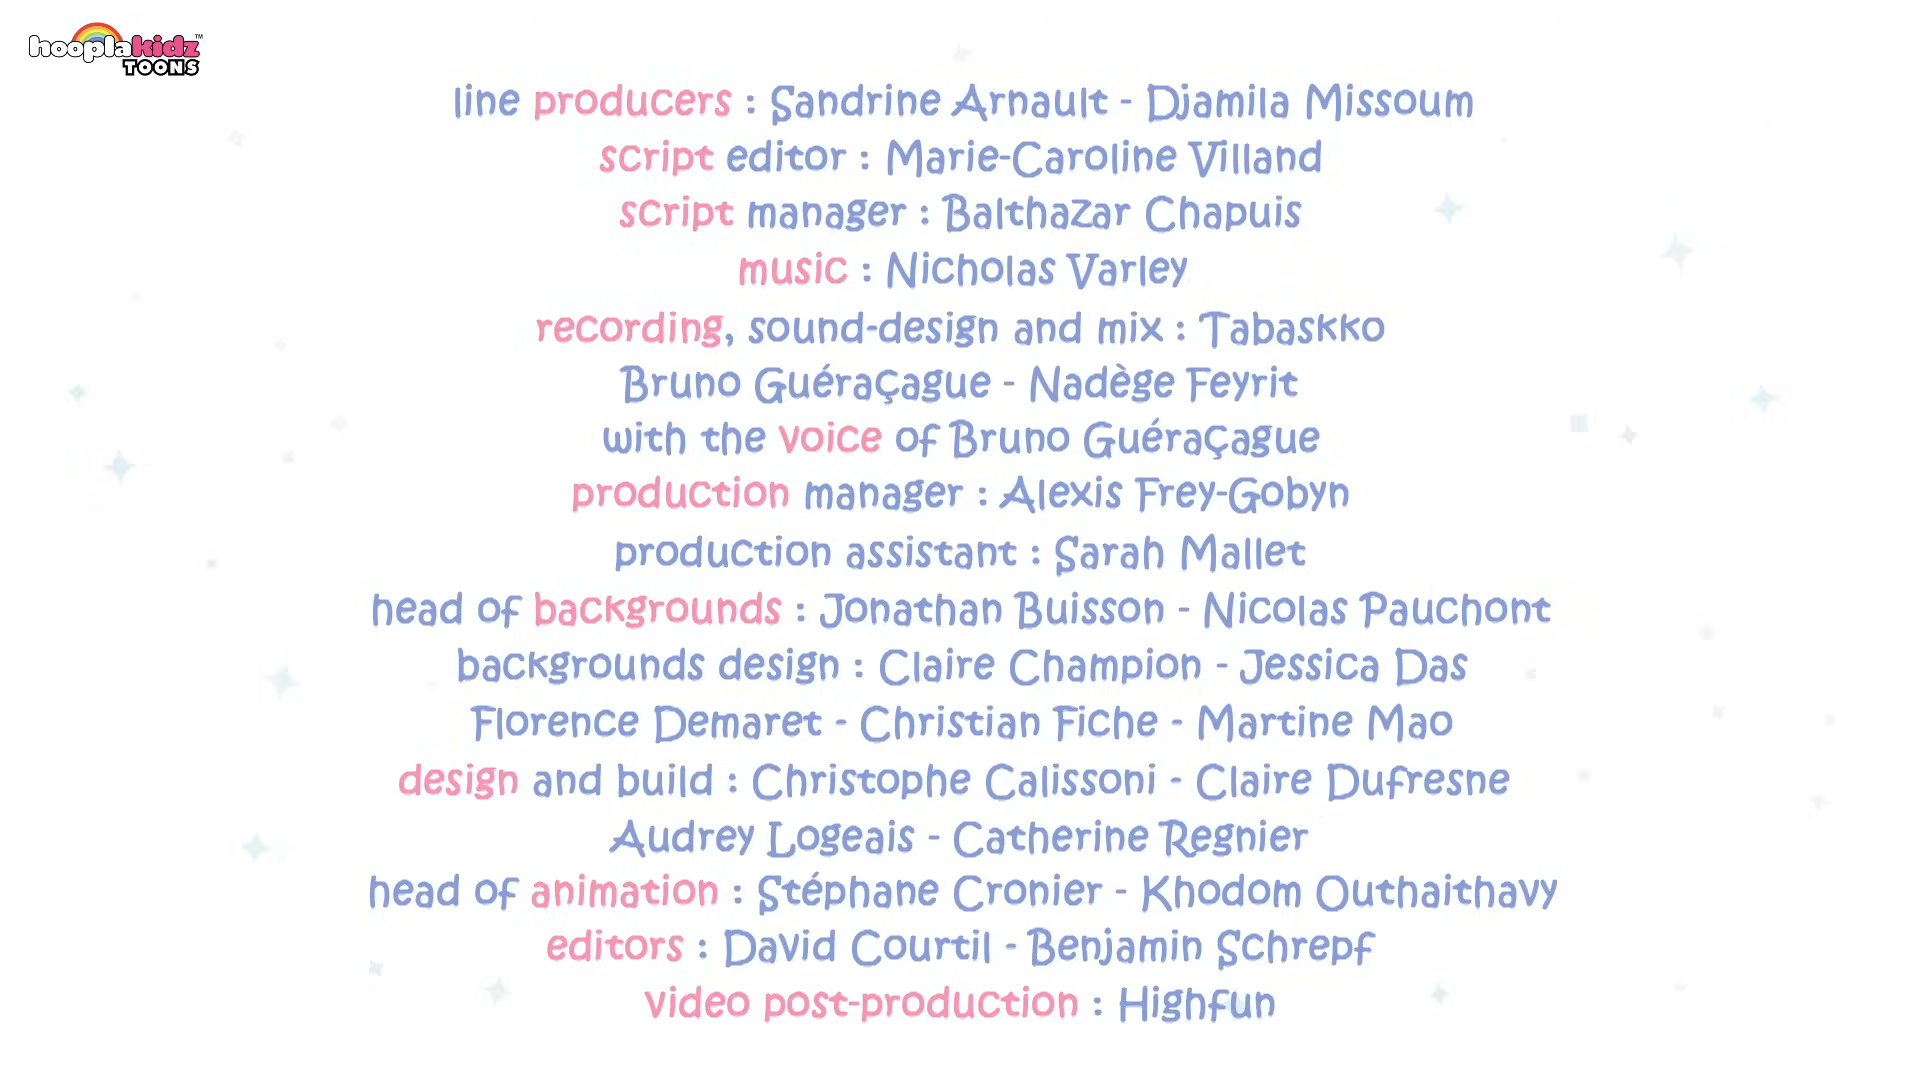 hooplakidz™
TOONS
line producers : Sandrine Arnault - Djamila Missoum
script editor : Marie-Caroline Villand
script manager : Balthazar Chapuis
music : Nicholas Varley
recording, sound-design and mix : Tabaskko
Bruno Guéraçague - Nadège Feyrit
with the voice of Bruno Guéraçague
production manager : Alexis Frey-Gobyn
production assistant : Sarah Mallet
head of backgrounds : Jonathan Buisson - Nicolas Pauchont
backgrounds design : Claire Champion - Jessica Das
Florence Demaret - Christian Fiche - Martine Mao
design and build : Christophe Calissoni - Claire Dufresne
Audrey Logeais - Catherine Regnier
head of animation : Stéphane Cronier - Khodom Outhaithavy
editors : David Courtil - Benjamin Schrepf
video post-production : Highfun